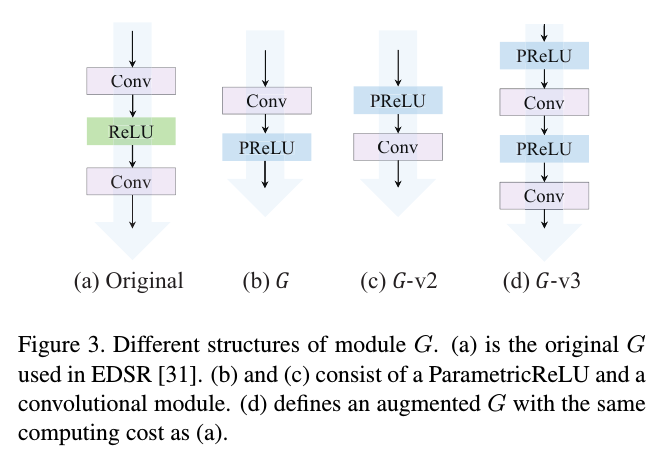 Conv
ReLU
Conv
Conv
PReLU
PReLU
Conv
PReLU
Conv
PReLU
Conv
(a) Original (b) G (c) G-v2 (d) G-v3
Figure 3. Different structures of module G. (a) is the original G
used in EDSR [31]. (b) and (c) consist of a ParametricReLU and a
convolutional module. (d) defines an augmented G with the same
computing cost as (a).